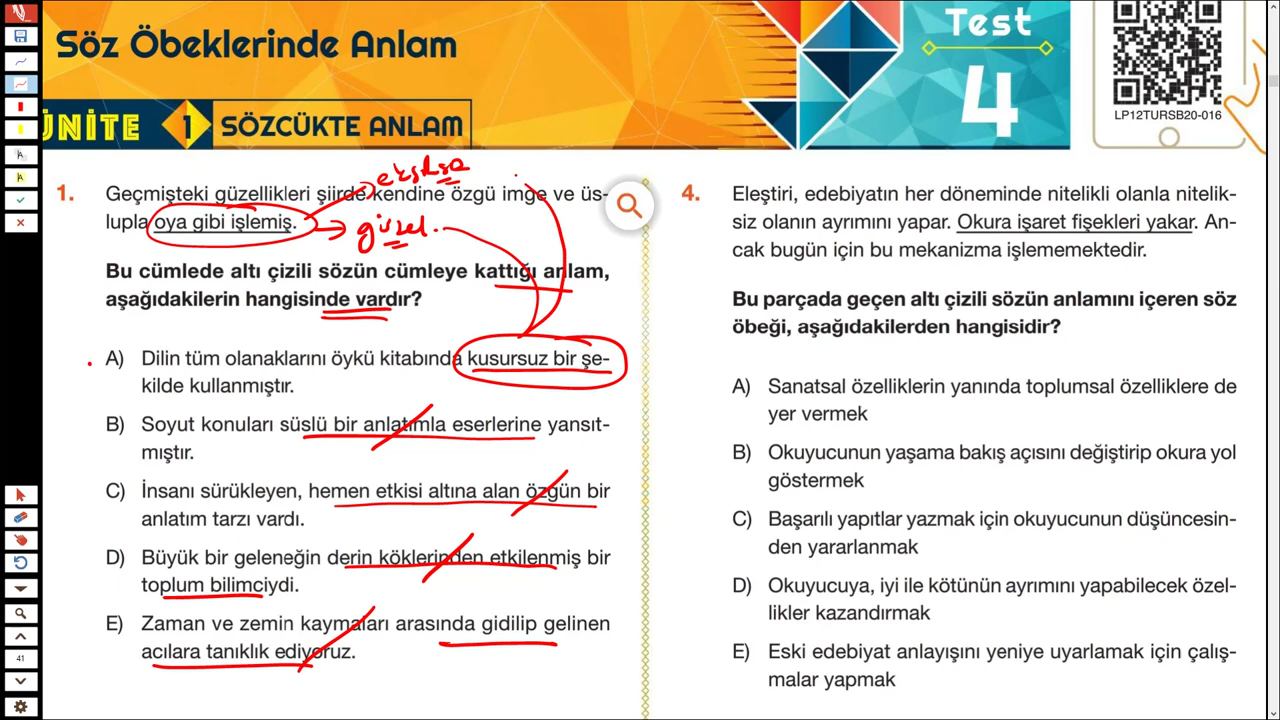 Söz Öbeklerinde Anlam
Test
4
ÜNİTE 1 SÖZCÜKTE ANLAM
LP12TURSB20-016
1. Geçmişteki güzellikleri şiirde kendine özgü imge ve üs-
lupla oya gibi işlemiş.
güzel.
Bu cümlede altı çizili sözün cümleye kattığı anlam,
aşağıdakilerin hangisinde vardır?
A) Dilin tüm olanaklarını öykü kitabında kusursuz bir şe-
kilde kullanmıştır.
B) Soyut konuları süslü bir anlatımla eserlerine yansıt-
mıştır.
C) İnsanı sürükleyen, hemen etkisi altına alan özgün bir
anlatım tarzı vardı.
D) Büyük bir geleneğin derin köklerinden etkilenmiş bir
toplum bilimciydi.
E) Zaman ve zemin kaymaları arasında gidilip gelinen
acılara tanıklık ediyoruz.
4. Eleştiri, edebiyatın her döneminde nitelikli olanla nitelik-
siz olanın ayrımını yapar. Okura işaret fişekleri yakar. An-
cak bugün için bu mekanizma işlememektedir.
Bu parçada geçen altı çizili sözün anlamını içeren söz
öbeği, aşağıdakilerden hangisidir?
A) Sanatsal özelliklerin yanında toplumsal özelliklere de
yer vermek
B) Okuyucunun yaşama bakış açısını değiştirip okura yol
göstermek
C) Başarılı yapıtlar yazmak için okuyucunun düşüncesin-
den yararlanmak
D) Okuyucuya, iyi ile kötünün ayrımını yapabilecek özel-
likler kazandırmak
E) Eski edebiyat anlayışını yeniye uyarlamak için çalış-
malar yapmak
41